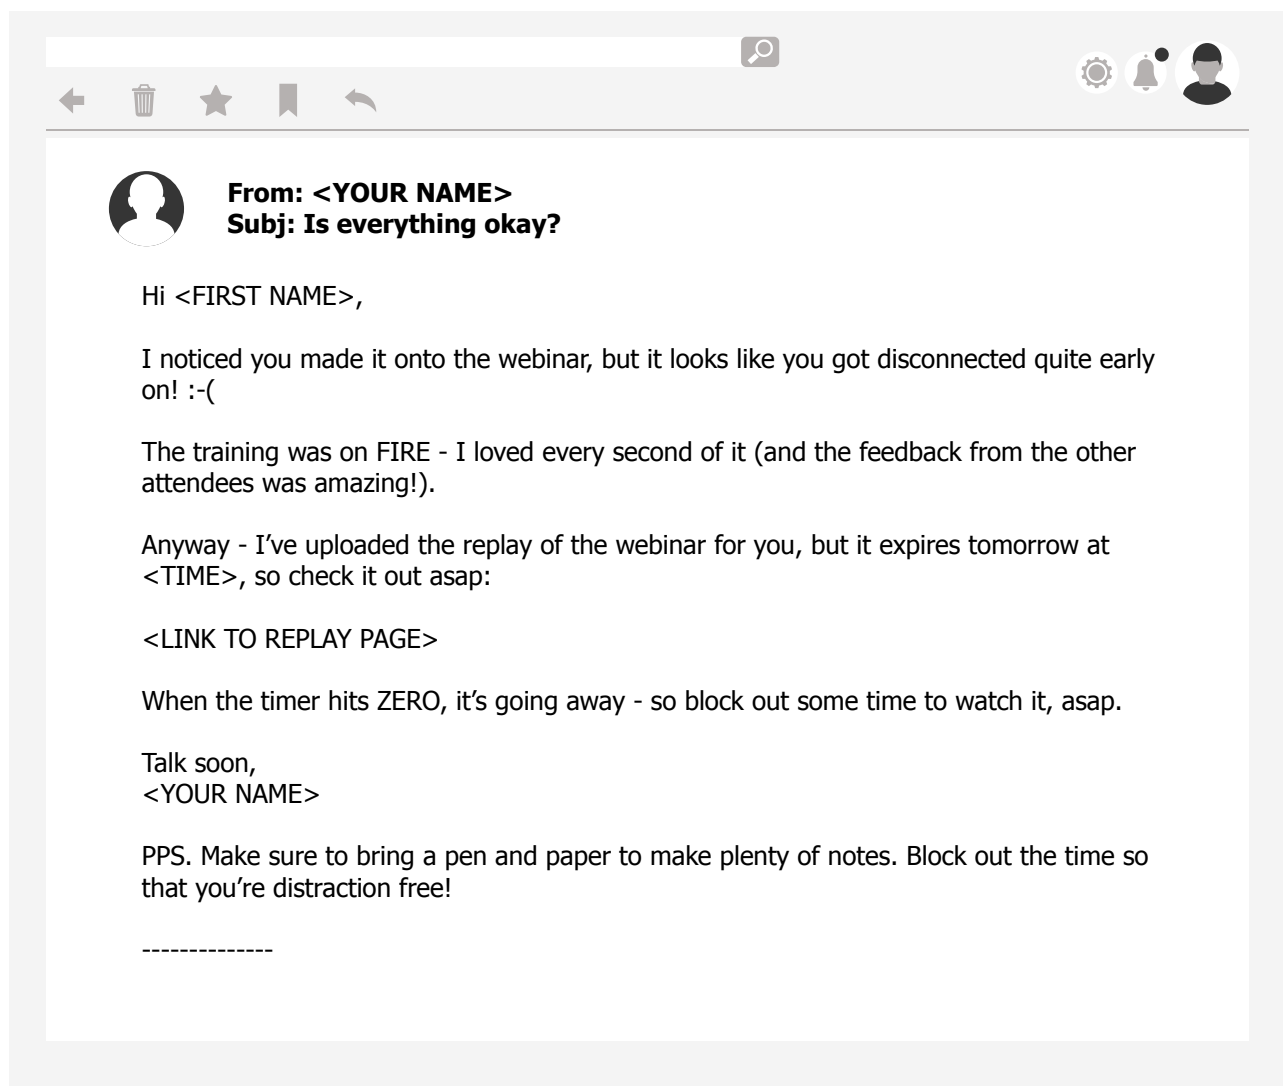 From: <YOUR NAME>
Subj: Is everything okay?
Hi <FIRST NAME>,
I noticed you made it onto the webinar, but it looks like you got disconnected quite early
on! :-(
The training was on FIRE - I loved every second of it (and the feedback from the other
attendees was amazing!).
Anyway - I’ve uploaded the replay of the webinar for you, but it expires tomorrow at
<TIME>, so check it out asap:
<LINK TO REPLAY PAGE>
When the timer hits ZERO, it’s going away - so block out some time to watch it, asap.
Talk soon,
<YOUR NAME>
PPS. Make sure to bring a pen and paper to make plenty of notes. Block out the time so
that you’re distraction free!
--------------